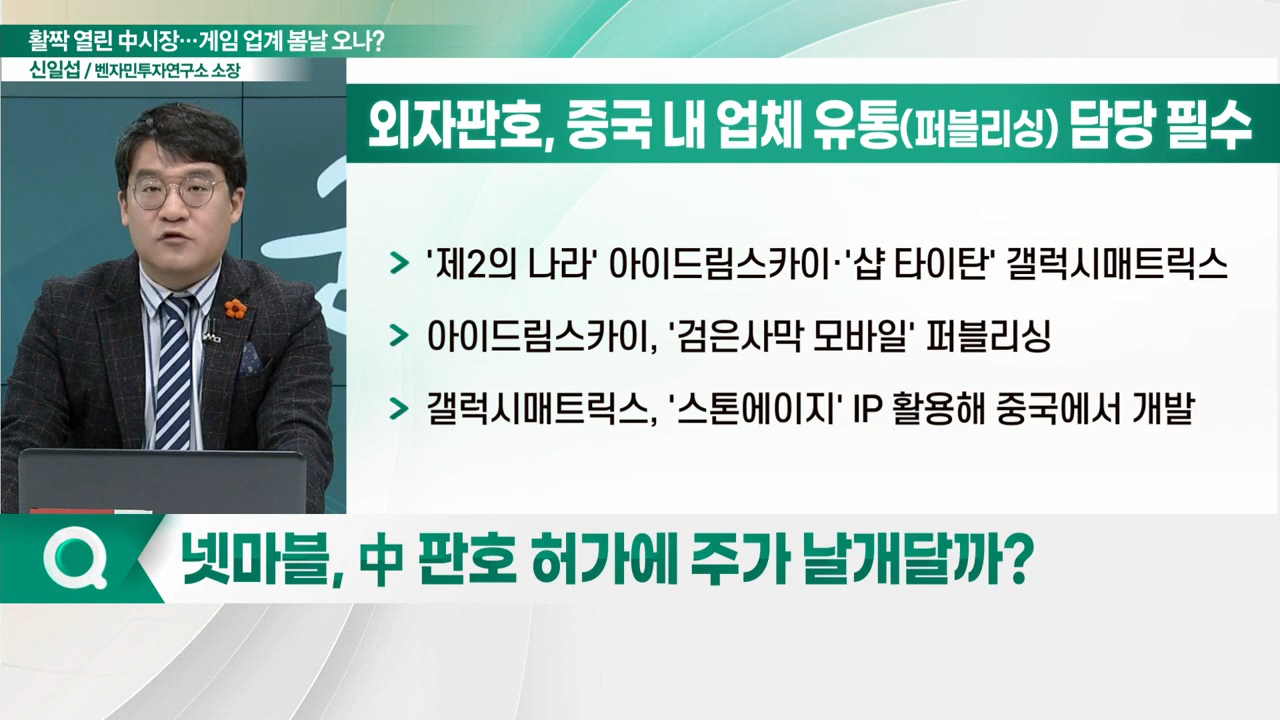 활짝 열린 中시장…게임 업계 봄날 오나?
신일섭 / 벤자민투자연구소 소장
외자판호, 중국 내 업체 유통(퍼블리싱) 담당 필수
> '제2의 나라' 아이드림스카이·'샵 타이탄' 갤럭시매트릭스
> 아이드림스카이, '검은사막 모바일' 퍼블리싱
> 갤럭시매트릭스, '스톤에이지' IP 활용해 중국에서 개발
Q 넷마블, 中 판호 허가에 주가 날개달까?